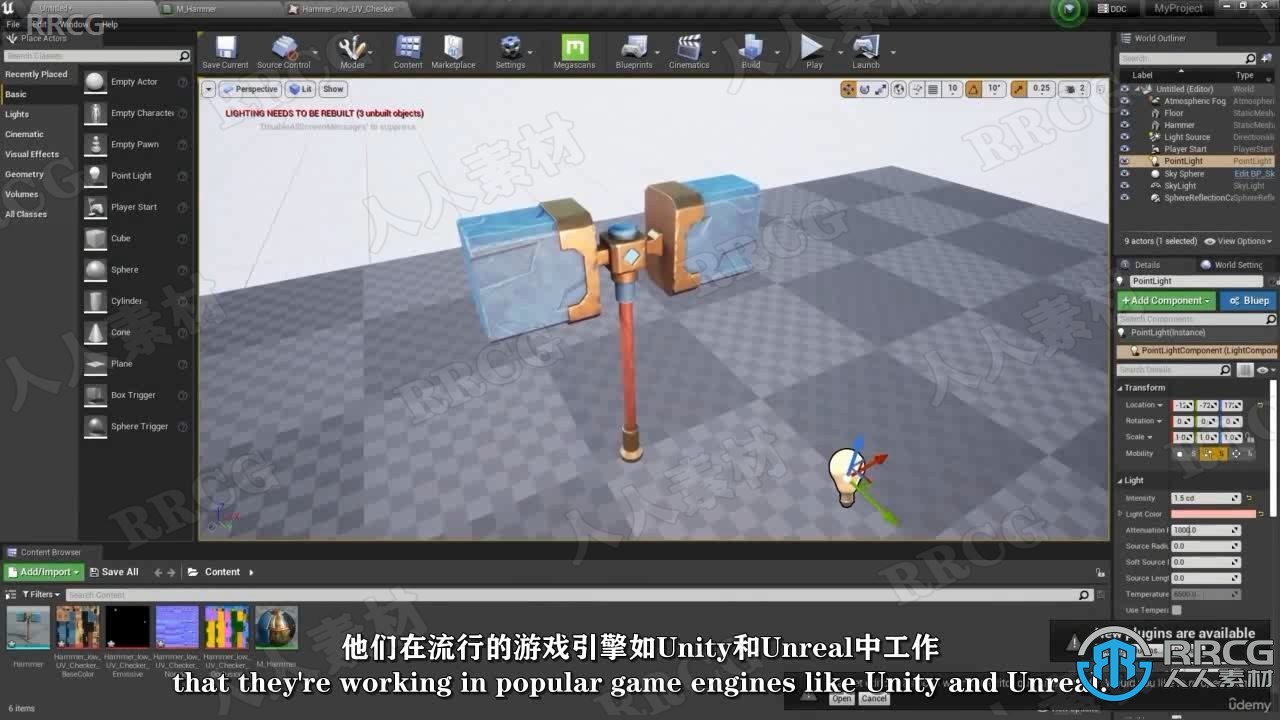 Untitled*
M_Hammer
Hammer_low_UV_Checker
DDC
MyProject
File Edit Window Help
RRCG
Place Actors
Search Classes
Recently Placed
Basic
Lights
Cinematic
Visual Effects
Geometry
Volumes
All Classes
Empty Actor
Empty Character
Empty Pawn
Point Light
Player Start
Cube
Sphere
Cylinder
Cone
Plane
Box Trigger
Sphere Trigger
Save Current
Source Control
Modes
Content
Marketplace
Settings
Megascans
Blueprints
Cinematics
Build
Play
Launch
Perspective
Lit
Show
10
10°
0.25
2
LIGHTING NEEDS TO BE REBUILT (3 unbuilt objects)
'DisableAllScreenMessages' to suppress
World Outliner
Search...
Label Type
Untitled (Editor) World
Atmospheric Fog Atmospheri
Floor StaticMesh
Hammer StaticMesh
Light Source Directional
Player Start PlayerStart
PointLight PointLight
Sky Sphere Edit BP_Sk
SkyLight SkyLight
SphereReflectionCa SphereRefle
9 actors (1 selected) View Options
Details
World Setting
PointLight
+Add Component
Bluep
Search Components
PointLight(Instance)
PointLightComponent (LightCompon
Search Details
Transform
Location
Rotation
Scale
Mobility
Light
Intensity 1.5 cd
Light Color
Attenuation 1000.0
Source Radi 0.0
Soft Source 0.0
Source Leng 0.0
Temperature 6500.0
Use Temper
Content Browser
Add/Import
Save All
Content
Filters
Search Content
Hammer
Hammer_low_UV_Checker_BaseColor
Hammer_low_UV_Checker_Emissive
Hammer_low_UV_Checker_
Hammer_low_UV_Checker_
M_Hammer
6 items
New plugins are available
Open
Cancel
他们在流行的游戏引擎如Unity和Unreal中工作
that they're working in popular game engines like Unity and Unreal.
RRCG
人人素材
ûdemy